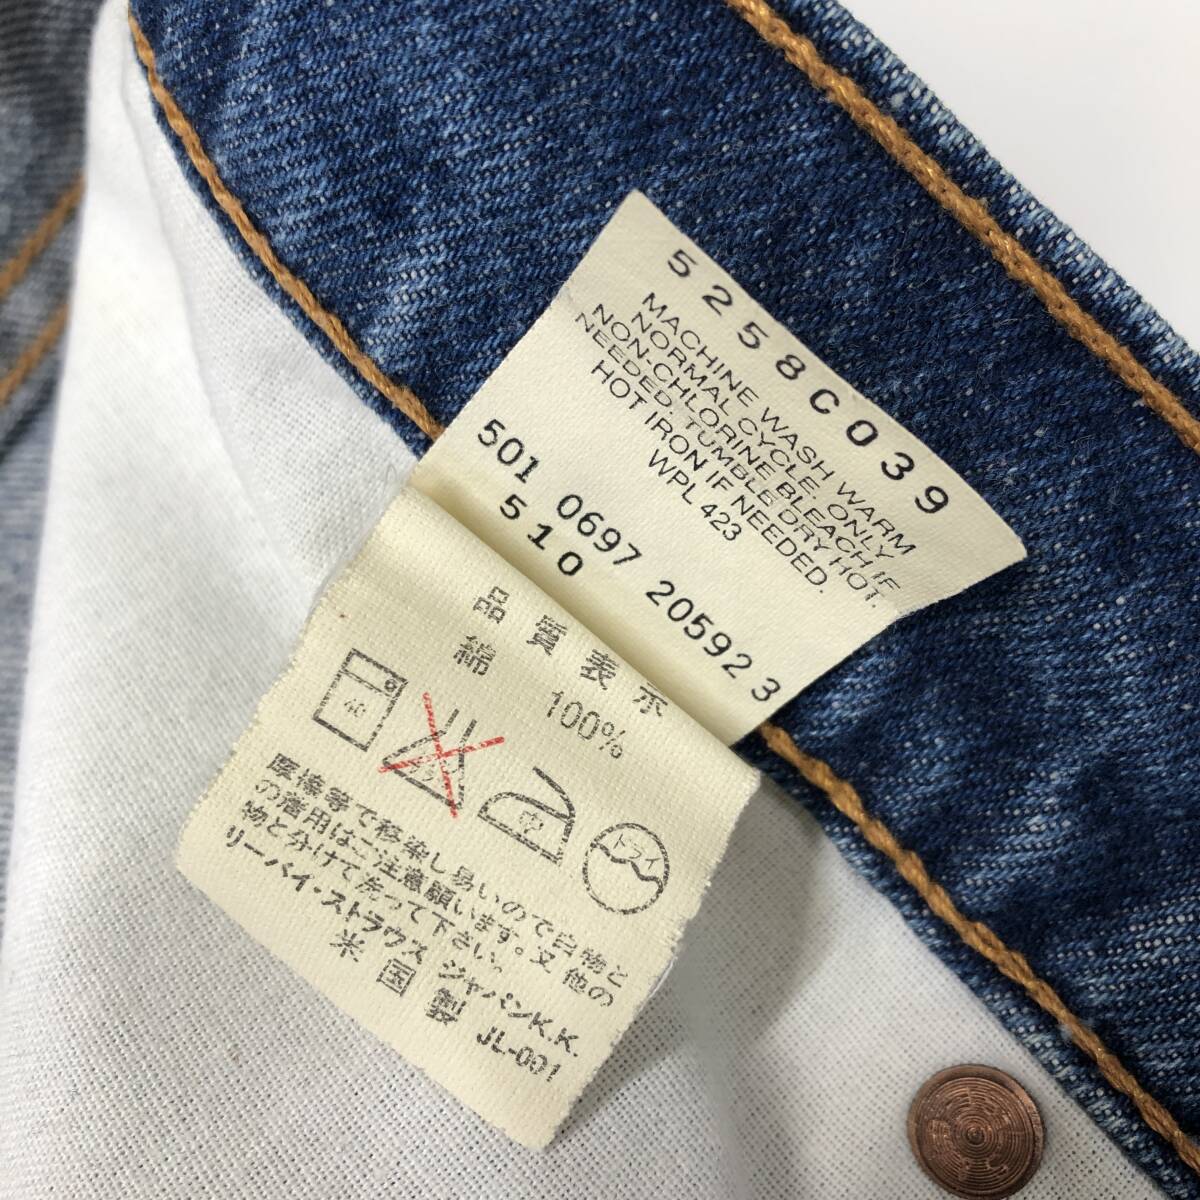 5258C039
MACHINE WASH WARM
NORMAL CYCLE. ONLY
NON-CHLORINE BLEACH IF
NEEDED.TUMBLE DRY HOT.
HOT IRON IF NEEDED.
WPL 423
501 0697 205923
510
品質表示
綿 100%
40
中
ドライ
厚擦等で移染し易いので白物と
の着用はご注意願います。又他の
物と分けて洗って下さい。
リーバイ・ストラウス ジャパンK.K.
米国製 JL-001